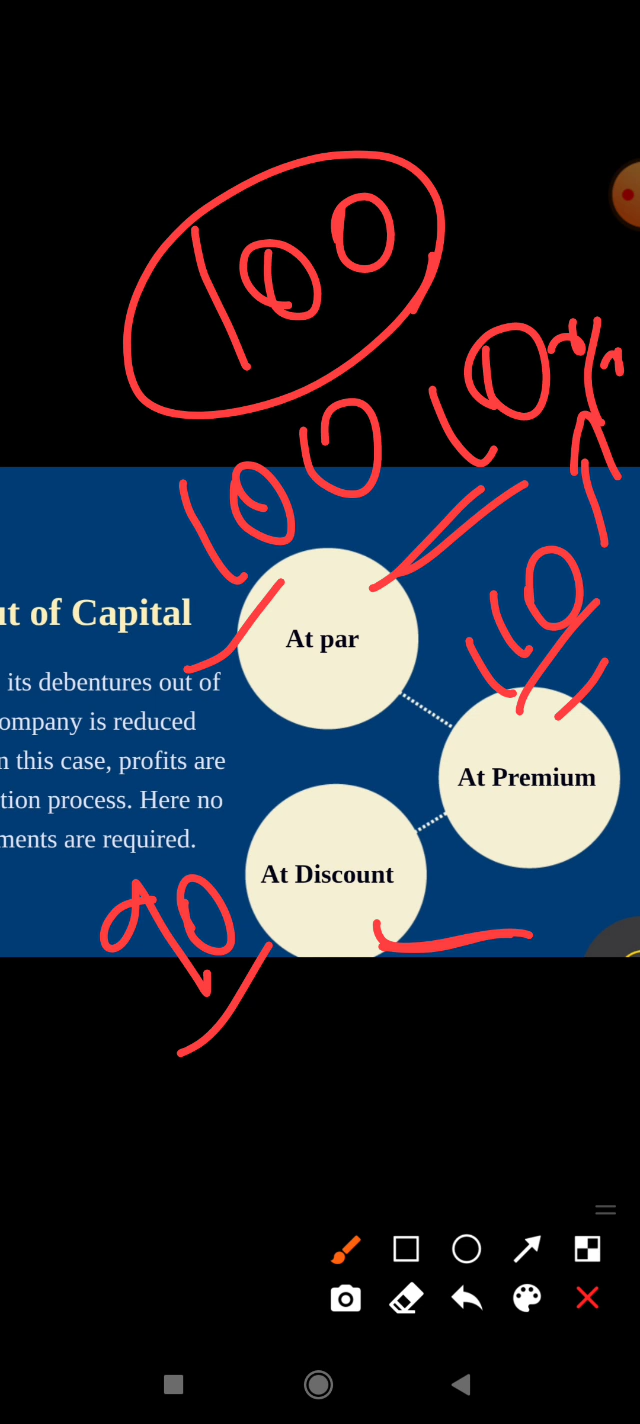 100
100 10%
ut of Capital
At par
110
its debentures out of
ompany is reduced
n this case, profits are
At Premium
tion process. Here no
ments are required.
At Discount
90